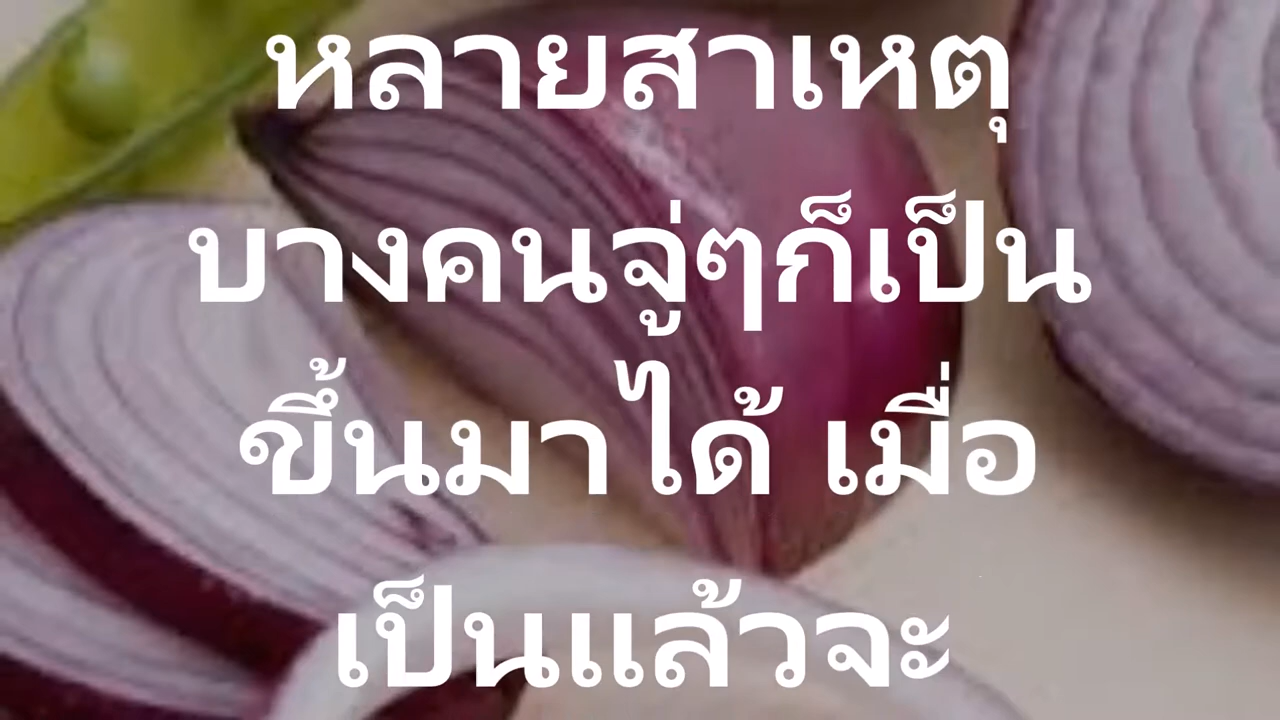 หลายสาเหตุ
บางคนจู่ๆก็เป็น
ขึ้นมาได้ เมื่อ
เป็นแล้วจะ